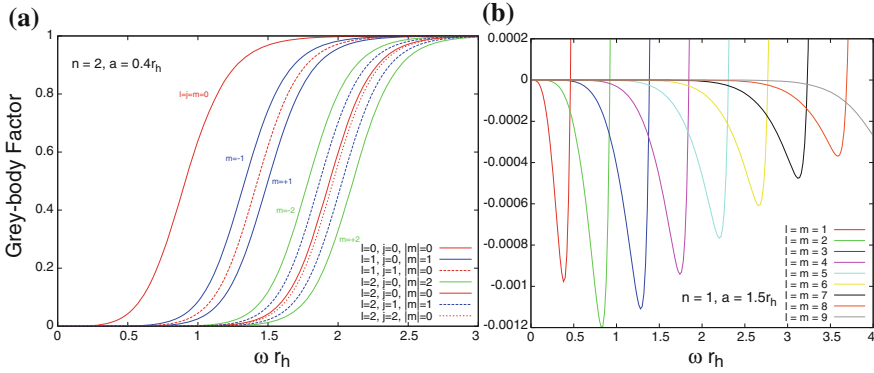 (a)
1
0.8
0.6
0.4
0.2
0
Grey-body Factor
n = 2, a = 0.4r_h
l=j=m=0
m=-1
m=+1
m=-2
m=+2
l=0, j=0, |m|=0
l=1, j=0, |m|=1
l=1, j=1, |m|=0
l=2, j=0, |m|=2
l=2, j=0, |m|=0
l=2, j=1, |m|=1
l=2, j=2, |m|=0
0 0.5 1 1.5 2 2.5 3
ω r_h
(b)
0.0002
0
-0.0002
-0.0004
-0.0006
-0.0008
-0.001
-0.0012
l = m = 1
l = m = 2
l = m = 3
l = m = 4
l = m = 5
l = m = 6
l = m = 7
l = m = 8
l = m = 9
n = 1, a = 1.5r_h
0 0.5 1 1.5 2 2.5 3 3.5 4
ω r_h